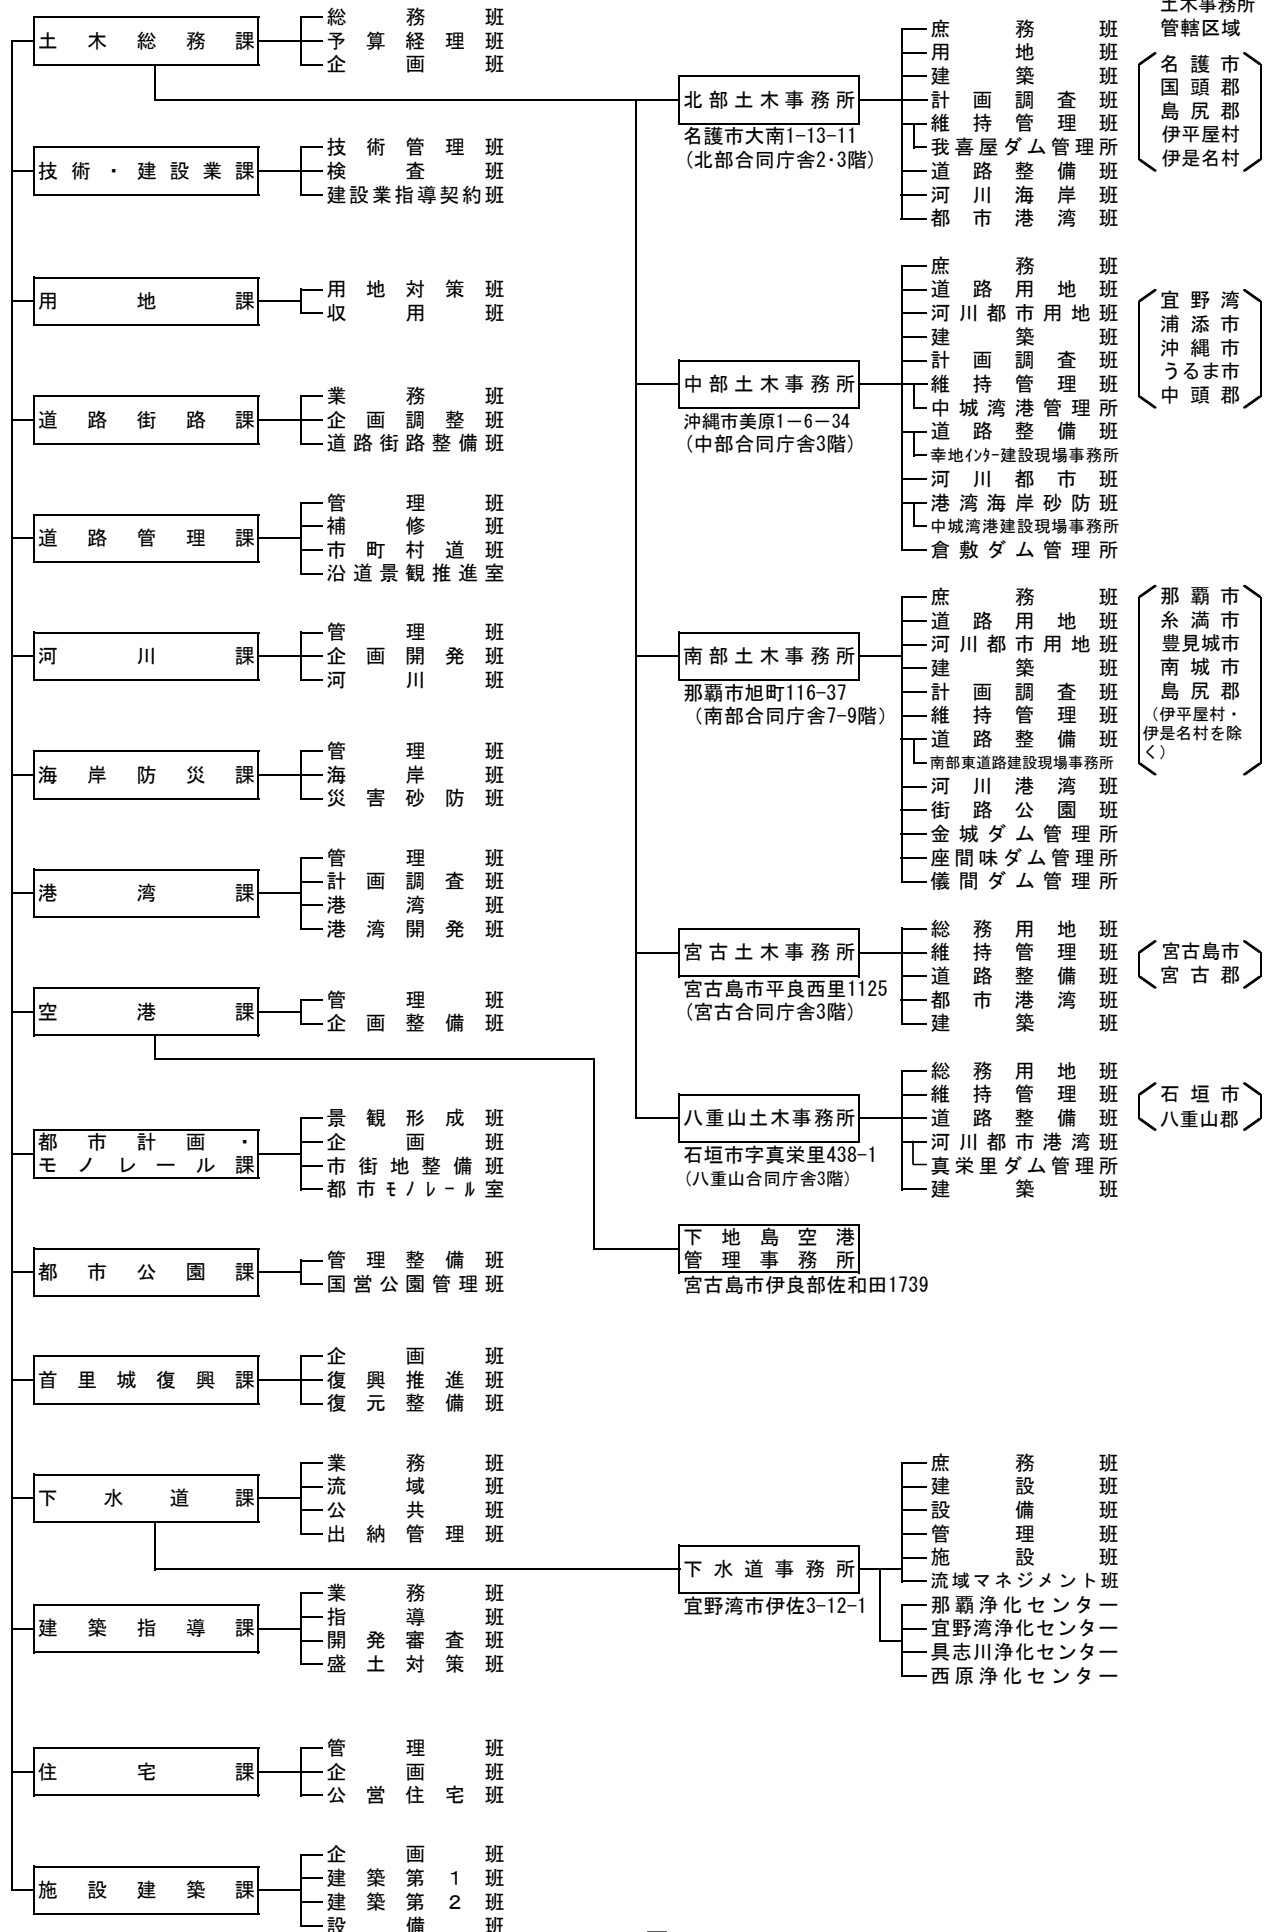 土木総務課
総務班
予算経理班
企画班
技術・建設業課
技術管理班
検査班
建設業指導契約班
用地課
用地対策班
収用班
道路街路課
業務班
企画調整班
道路街路整備班
道路管理課
管理班
補修班
市町村道班
沿道景観推進室
河川課
管理班
企画開発班
河川班
海岸防災課
管理班
海岸班
災害砂防班
港湾課
管理班
計画調査班
港湾班
港湾開発班
空港課
管理班
企画整備班
都市計画・
モノレール課
景観形成班
企画班
市街地整備班
都市モノレール室
都市公園課
管理整備班
国営公園管理班
首里城復興課
企画班
復興推進班
復元整備班
下水道課
業務班
流域班
公共班
出納管理班
建築指導課
業務班
指導班
開発審査班
盛土対策班
住宅課
管理班
企画班
公営住宅班
施設建築課
企画班
建築第1班
建築第2班
設備班
北部土木事務所
名護市大南1-13-11
(北部合同庁舎2・3階)
庶務班
用地班
建築班
計画調査班
維持管理班
我喜屋ダム管理所
道路整備班
河川海岸班
都市港湾班
土木事務所
管轄区域
名護市
国頭郡
島尻郡
伊平屋村
伊是名村
中部土木事務所
沖縄市美原1-6-34
(中部合同庁舎3階)
庶務班
道路用地班
河川都市用地班
建築班
計画調査班
維持管理班
中城湾港管理所
道路整備班
幸地インター建設現場事務所
河川都市班
港湾海岸砂防班
中城湾港建設現場事務所
倉敷ダム管理所
宜野湾
浦添市
沖縄市
うるま市
中頭郡
南部土木事務所
那覇市旭町116-37
(南部合同庁舎7-9階)
庶務班
道路用地班
河川都市用地班
建築班
計画調査班
維持管理班
道路整備班
南部東道路建設現場事務所
河川港湾班
街路公園班
金城ダム管理所
座間味ダム管理所
儀間ダム管理所
那覇市
糸満市
豊見城市
南城市
島尻郡
(伊平屋村・
伊是名村を除
く)
宮古土木事務所
宮古島市平良西里1125
(宮古合同庁舎3階)
総務用地班
維持管理班
道路整備班
都市港湾班
建築班
宮古島市
宮古郡
八重山土木事務所
石垣市字真栄里438-1
(八重山合同庁舎3階)
総務用地班
維持管理班
道路整備班
河川都市港湾班
真栄里ダム管理所
建築班
石垣市
八重山郡
下地島空港
管理事務所
宮古島市伊良部佐和田1739
下水道事務所
宜野湾市伊佐3-12-1
庶務班
建設班
設備班
管理班
施設班
流域マネジメント班
那覇浄化センター
宜野湾浄化センター
具志川浄化センター
西原浄化センター